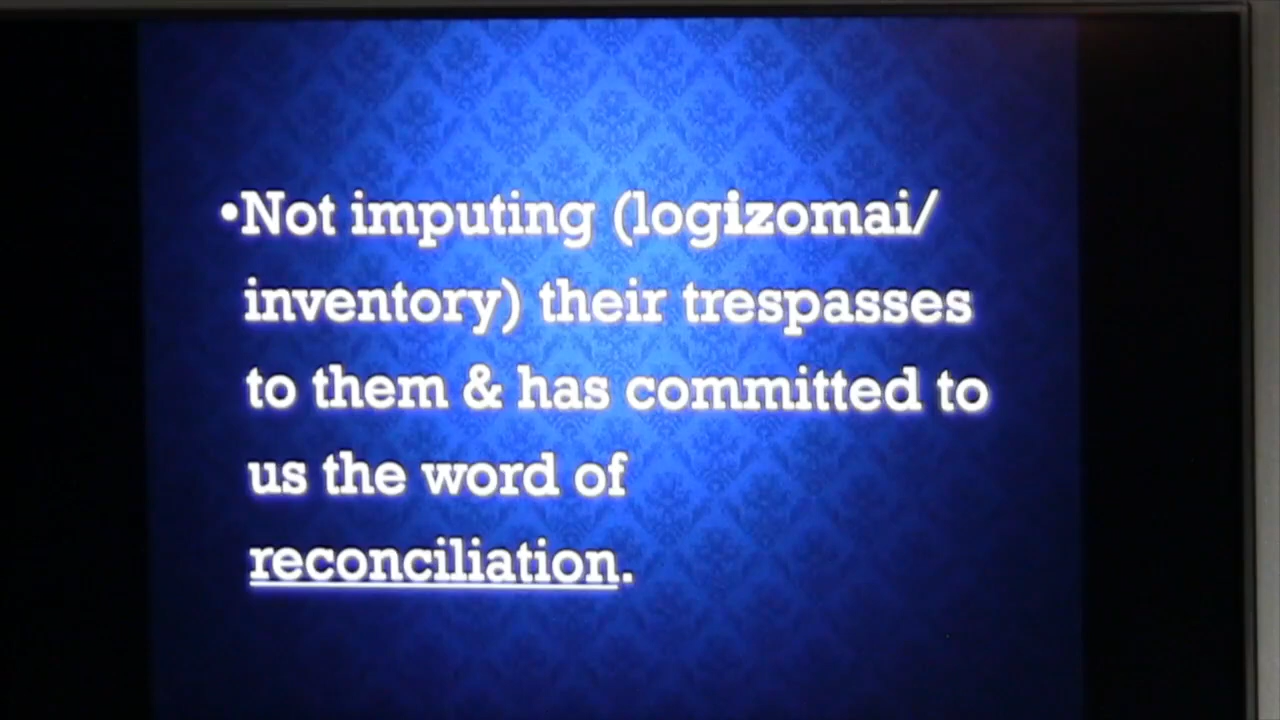 •Not imputing (logizomai/
inventory) their trespasses
to them & has committed to
us the word of
reconciliation.